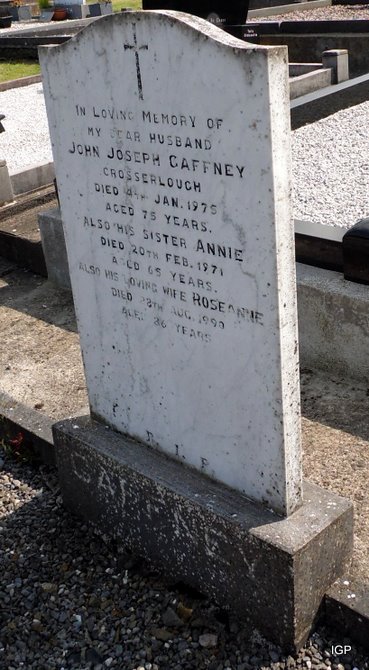 IN LOVING MEMORY OF
MY DEAR HUSBAND
JOHN JOSEPH GAFFNEY
CROSSERLOUGH
DIED 4TH JAN. 1975
AGED 75 YEARS.
ALSO HIS SISTER ANNIE
DIED 20TH FEB. 1971
AGED 65 YEARS.
ALSO HIS LOVING WIFE ROSEANNE
DIED 28TH AUG. 1990
AGED 86 YEARS
R. I. P.
GAFFNEY
IGP